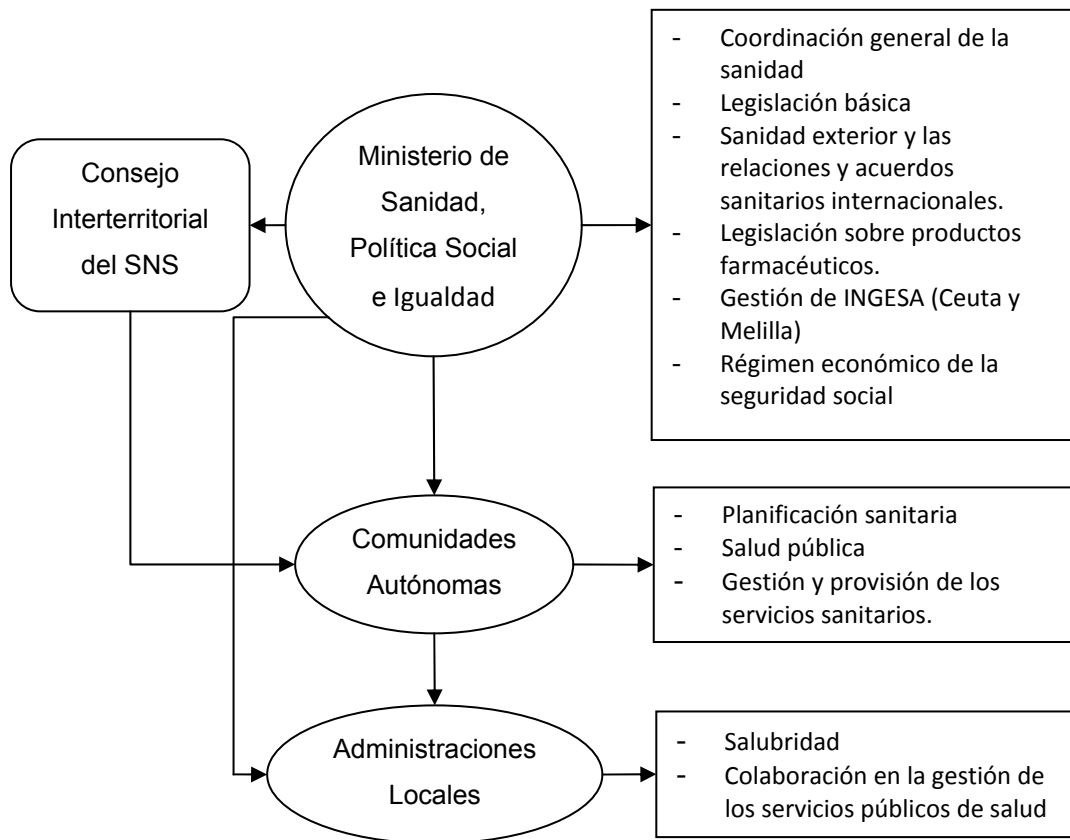 Consejo
Interterritorial
del SNS
Ministerio de
Sanidad,
Política Social
e Igualdad
- Coordinación general de la
sanidad
- Legislación básica
- Sanidad exterior y las
relaciones y acuerdos
sanitarios internacionales.
- Legislación sobre productos
farmacéuticos.
- Gestión de INGESA (Ceuta y
Melilla)
- Régimen económico de la
seguridad social
Comunidades
Autónomas
- Planificación sanitaria
- Salud pública
- Gestión y provisión de los
servicios sanitarios.
Administraciones
Locales
- Salubridad
- Colaboración en la gestión de
los servicios públicos de salud